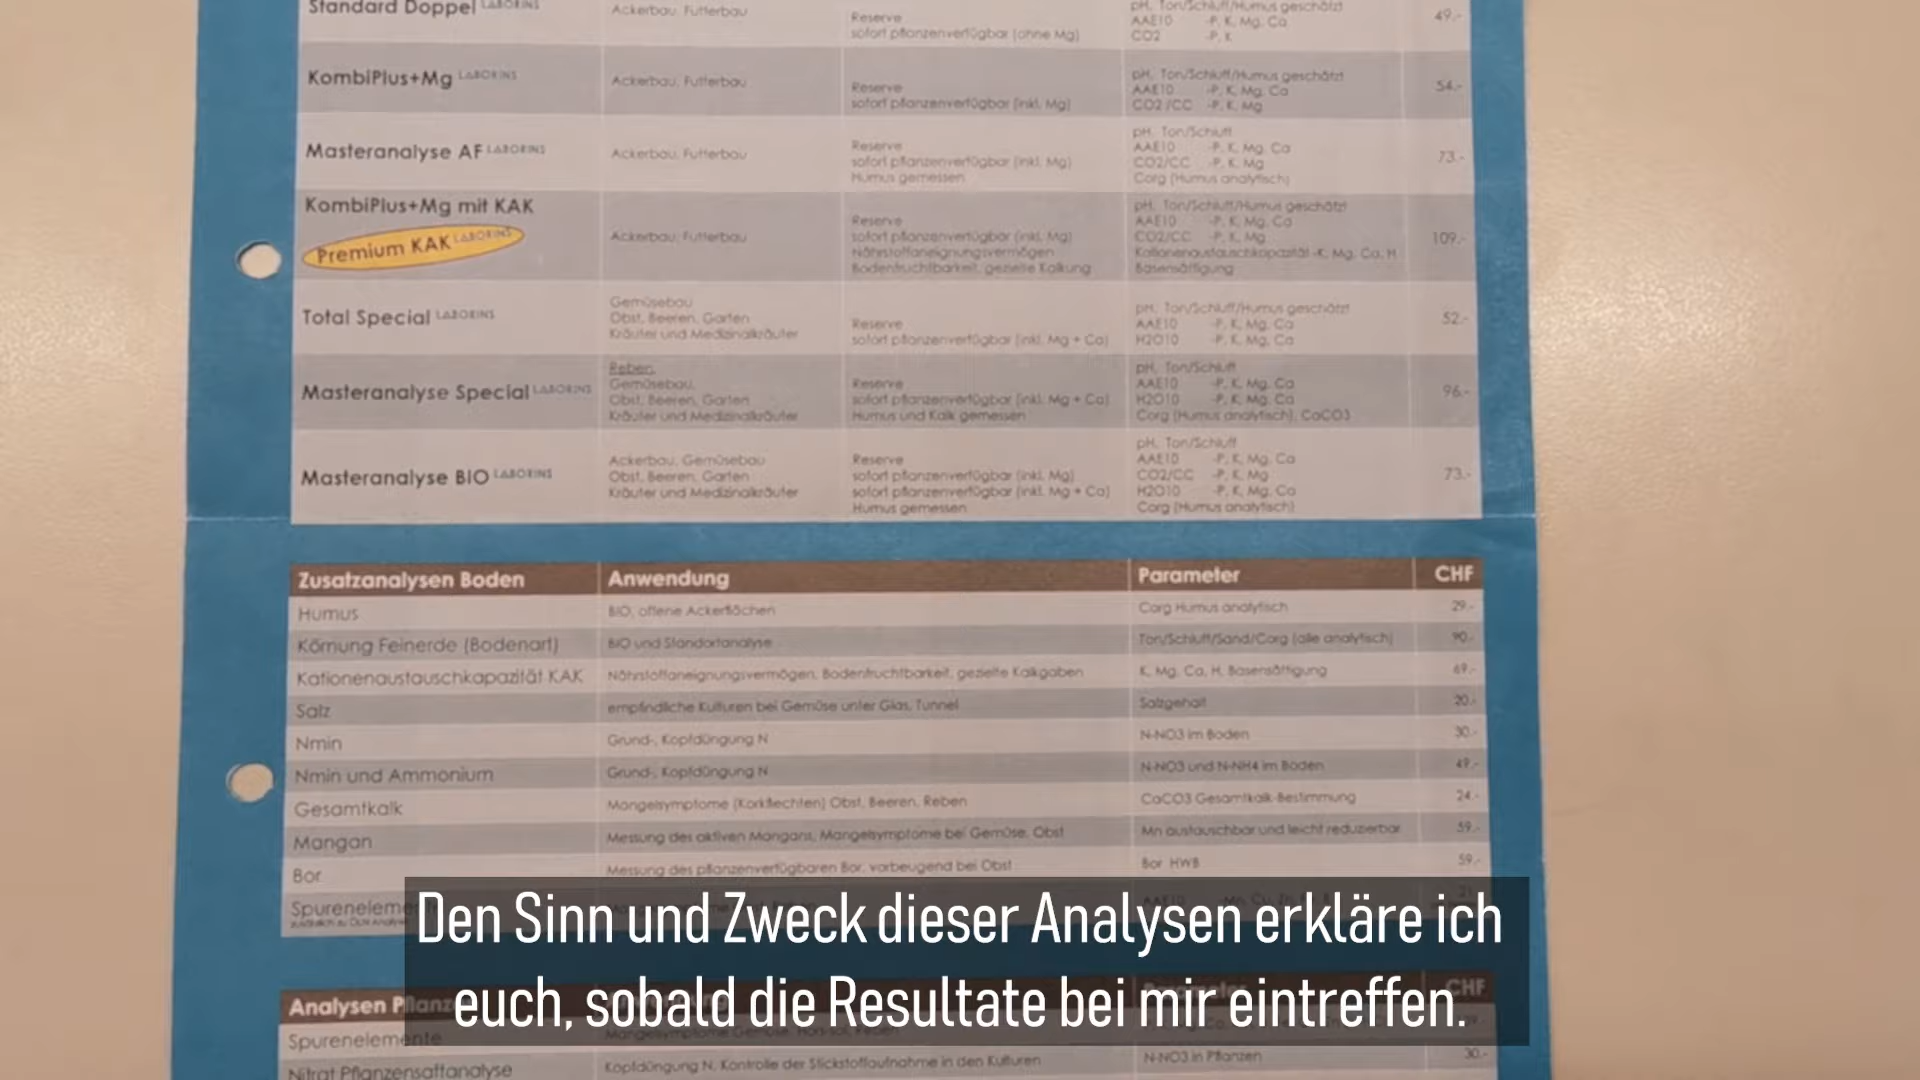 Standard Doppel LABORINS Ackerbau, Futterbau
Reserve
sofort pflanzenverfügbar (ohne Mg)
pH, Ton/Schluff/Humus geschätzt
AAE10 -P, K, Mg, Ca
CO2 -P, K
49.-
KombiPlus+Mg LABORINS Ackerbau, Futterbau
Reserve
sofort pflanzenverfügbar (inkl. Mg)
pH, Ton/Schluff/Humus geschätzt
AAE10 -P, K, Mg, Ca
CO2/CC -P, K, Mg
54.-
Masteranalyse AF LABORINS Ackerbau, Futterbau
Reserve
sofort pflanzenverfügbar (inkl. Mg)
Humus gemessen
pH, Ton/Schluff
AAE10 -P, K, Mg, Ca
CO2/CC -P, K, Mg
Corg (Humus analytisch)
73.-
KombiPlus+Mg mit KAK
Premium KAK LABORINS
Ackerbau, Futterbau
Reserve
sofort pflanzenverfügbar (inkl. Mg)
Nährstoffaneignungsvermögen
Bodenfruchtbarkeit, gezielte Kalkung
pH, Ton/Schluff/Humus geschätzt
AAE10 -P, K, Mg, Ca
CO2/CC -P, K, Mg
Kationenaustauschkapazität -K, Mg, Ca, H
Basensättigung
109.-
Total Special LABORINS
Gemüsebau
Obst, Beeren, Garten
Kräuter und Medizinalkräuter
Reserve
sofort pflanzenverfügbar (inkl. Mg + Ca)
pH, Ton/Schluff/Humus geschätzt
AAE10 -P, K, Mg, Ca
H2O10 -P, K, Mg, Ca
52.-
Masteranalyse Special LABORINS
Reben,
Gemüsebau,
Obst, Beeren, Garten
Kräuter und Medizinalkräuter
Reserve
sofort pflanzenverfügbar (inkl. Mg + Ca)
Humus und Kalk gemessen
pH, Ton/Schluff
AAE10 -P, K, Mg, Ca
H2O10 -P, K, Mg, Ca
Corg (Humus analytisch), CaCO3
96.-
Masteranalyse BIO LABORINS
Ackerbau, Gemüsebau
Obst, Beeren, Garten
Kräuter und Medizinalkräuter
Reserve
sofort pflanzenverfügbar (inkl. Mg)
sofort pflanzenverfügbar (inkl. Mg + Ca)
Humus gemessen
pH, Ton/Schluff
AAE10 -P, K, Mg, Ca
CO2/CC -P, K, Mg
H2O10 -P, K, Mg, Ca
Corg (Humus analytisch)
73.-
Zusatzanalysen Boden Anwendung Parameter CHF
Humus BIO, offene Ackerflächen Corg Humus analytisch 29.-
Körnung Feinerde (Bodenart) BIO und Standortanalyse Ton/Schluff/Sand/Corg (alle analytisch) 90.-
Kationenaustauschkapazität KAK Nährstoffaneignungsvermögen, Bodenfruchtbarkeit, gezielte Kalkgaben K, Mg, Ca, H, Basensättigung 69.-
Salz empfindliche Kulturen bei Gemüse unter Glas, Tunnel Salzgehalt 20.-
Nmin Grund-, Kopfdüngung N N-NO3 im Boden 30.-
Nmin und Ammonium Grund-, Kopfdüngung N N-NO3 und N-NH4 im Boden 49.-
Gesamtkalk Mangelsymptome (Korkflechten) Obst, Beeren, Reben CaCO3 Gesamtkalk-Bestimmung 24.-
Mangan Messung des aktiven Mangans, Mangelsymptome bei Gemüse, Obst Mn austauschbar und leicht reduzierbar 59.-
Bor Messung des pflanzenverfügbaren Bor, vorbeugend bei Obst Bor HWB 59.-
Den Sinn und Zweck dieser Analysen erkläre ich
euch, sobald die Resultate bei mir eintreffen.
Analysen CHF
Spurenelemente
Nitrat Pflanzensaftanalyse Kopfdüngung N, Kontrolle der Stickstoffaufnahme in den Kulturen N-NO3 in Pflanzen 30.-